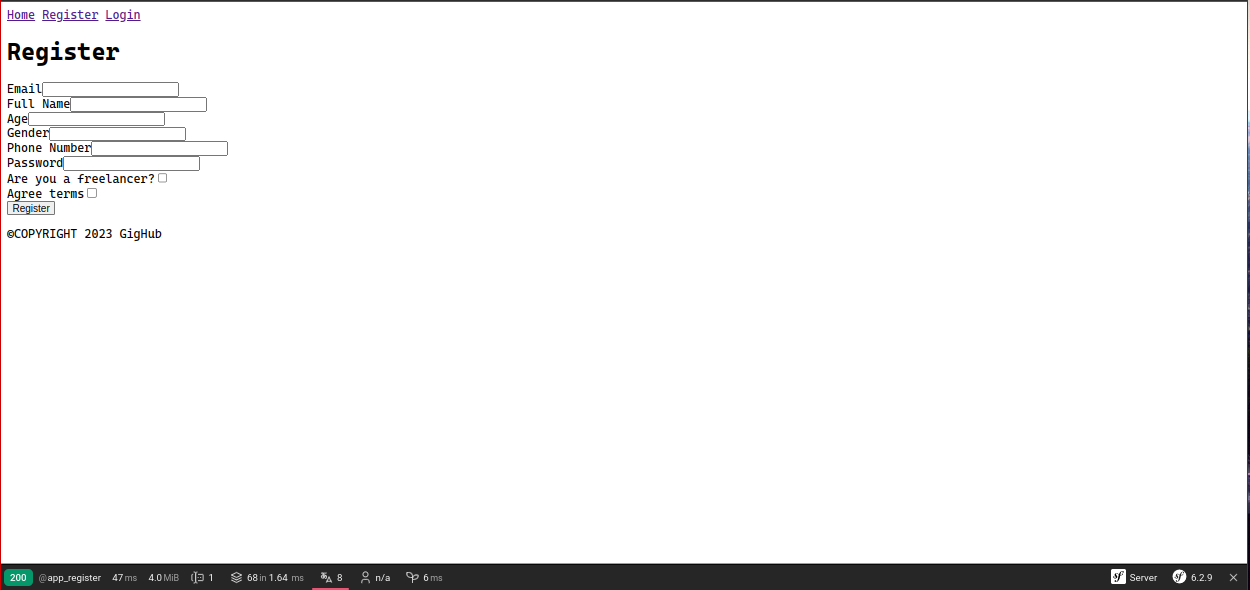 Home Register Login
Register
Email
Full Name
Age
Gender
Phone Number
Password
Are you a freelancer?
Agree terms
Register
©COPYRIGHT 2023 GigHub
200 @app_register 47 ms 4.0 MiB 1 68 in 1.64 ms 8 n/a 6 ms Server 6.2.9